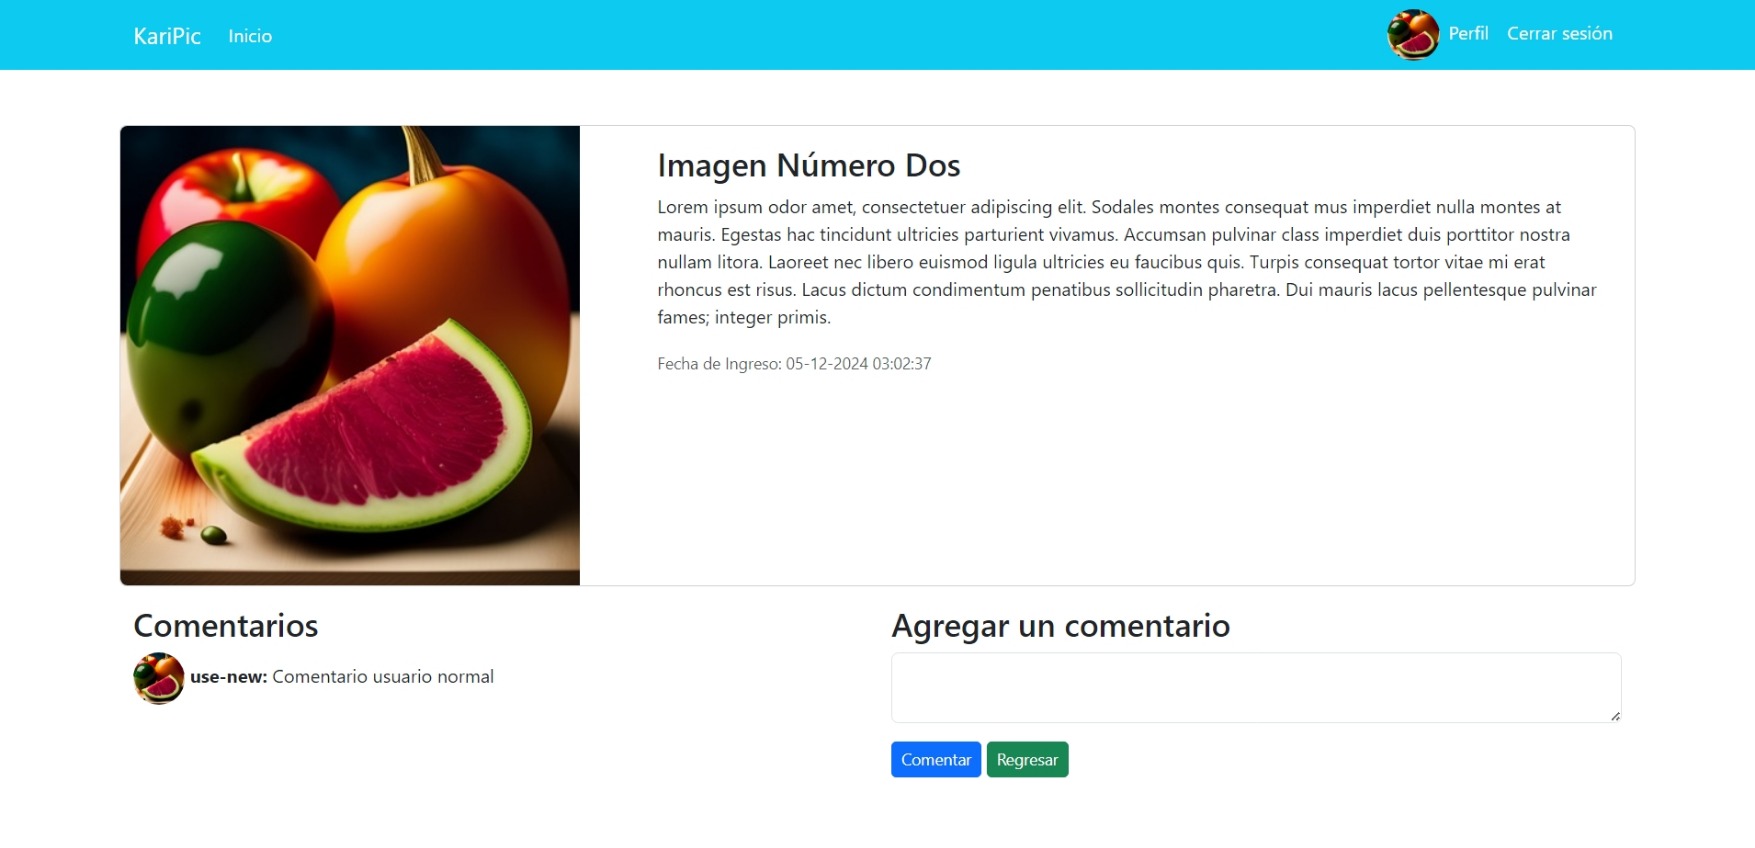 KariPic Inicio Perfil Cerrar sesión
Imagen Número Dos
Lorem ipsum odor amet, consectetuer adipiscing elit. Sodales montes consequat mus imperdiet nulla montes at
mauris. Egestas hac tincidunt ultricies parturient vivamus. Accumsan pulvinar class imperdiet duis porttitor nostra
nullam litora. Laoreet nec libero euismod ligula ultricies eu faucibus quis. Turpis consequat tortor vitae mi erat
rhoncus est risus. Lacus dictum condimentum penatibus sollicitudin pharetra. Dui mauris lacus pellentesque pulvinar
fames; integer primis.
Fecha de Ingreso: 05-12-2024 03:02:37
Comentarios
use-new: Comentario usuario normal
Agregar un comentario
Comentar Regresar